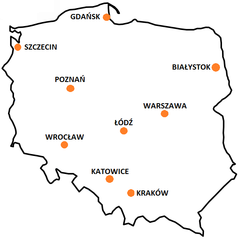 GDAŃSK
SZCZECIN
BIAŁYSTOK
POZNAŃ
WARSZAWA
ŁÓDŹ
WROCŁAW
KATOWICE
KRAKÓW